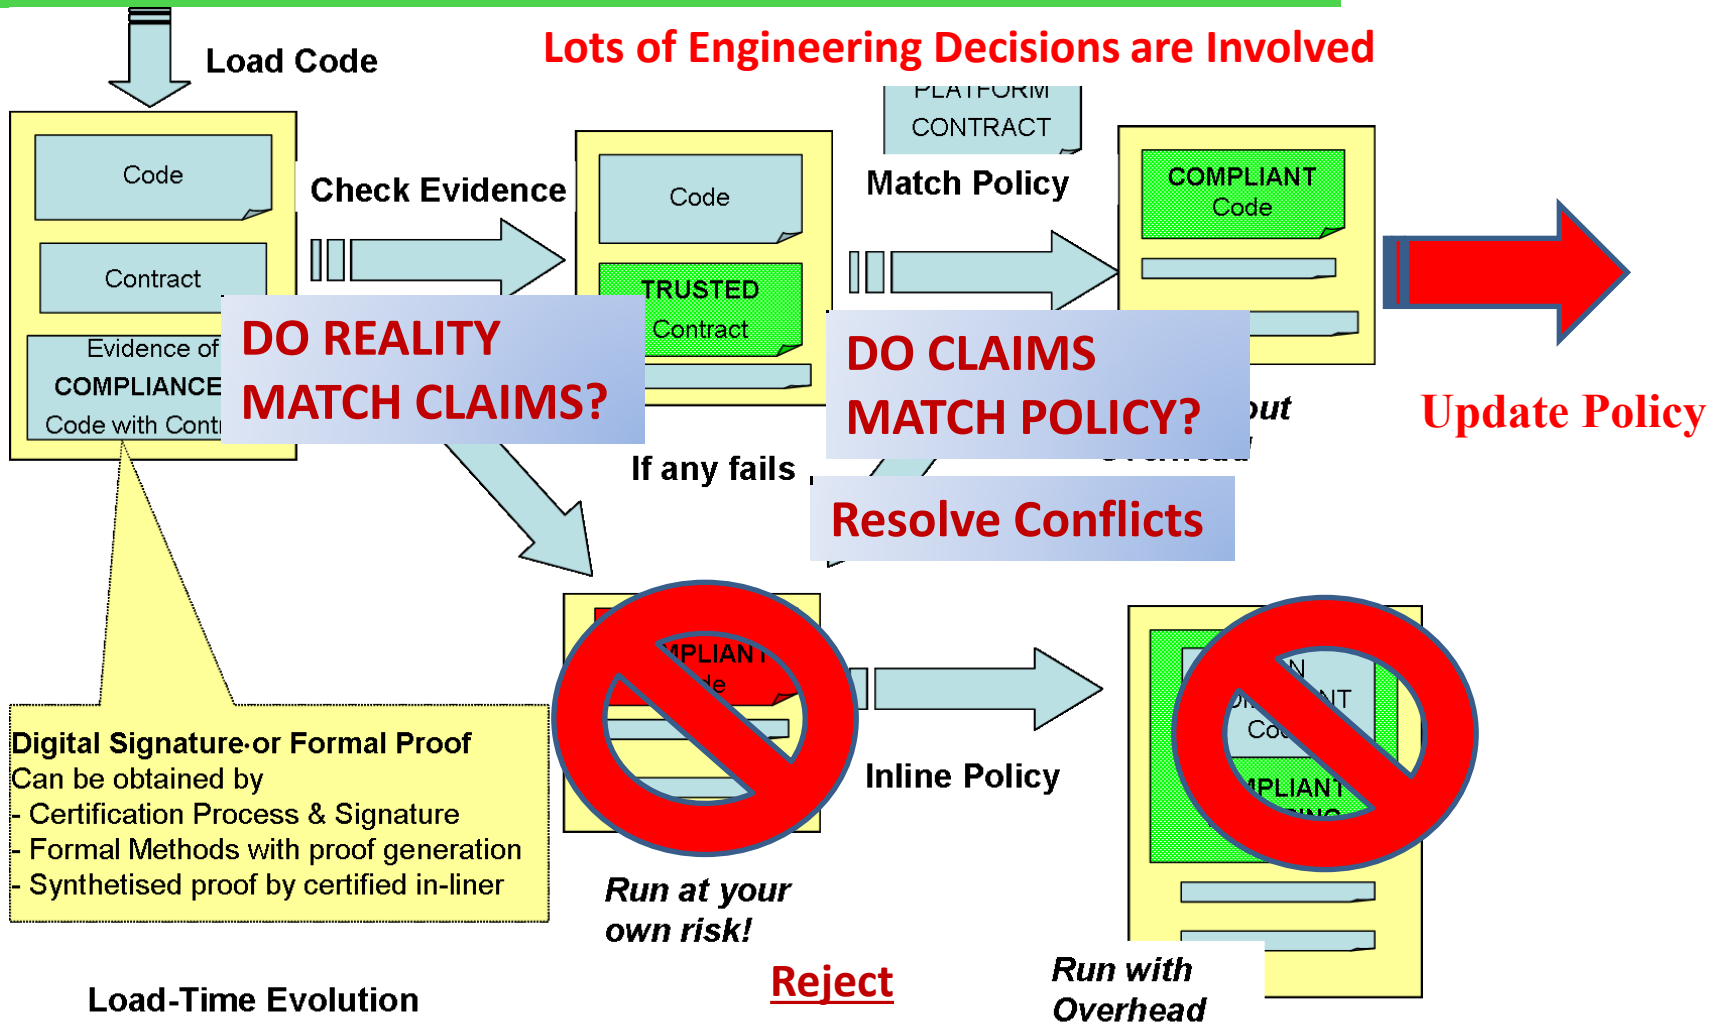 Lots of Engineering Decisions are Involved
Load Code
PLATFORM
CONTRACT
Code
Check Evidence
Code
Match Policy
COMPLIANT
Code
Contract
TRUSTED
Contract
Evidence of
COMPLIANCE
Code with
DO REALITY
MATCH CLAIMS?
DO CLAIMS
MATCH POLICY?
Update Policy
If any fails
Resolve Conflicts
Digital Signature or Formal Proof
Can be obtained by
- Certification Process & Signature
- Formal Methods with proof generation
- Synthetised proof by certified in-liner
Inline Policy
Run at your
own risk!
Reject
Run with
Overhead
Load-Time Evolution